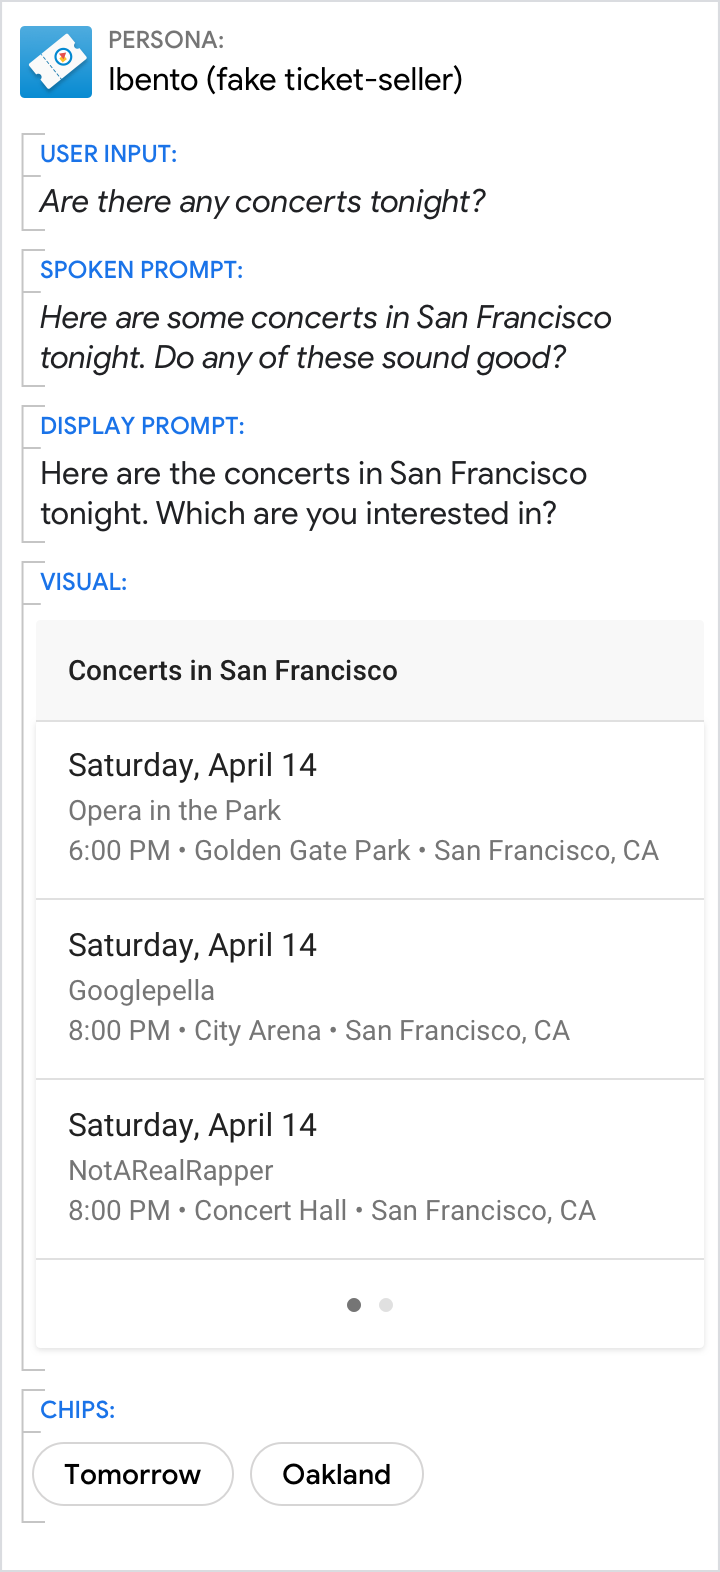 PERSONA:
Ibento (fake ticket-seller)
USER INPUT:
Are there any concerts tonight?
SPOKEN PROMPT:
Here are some concerts in San Francisco
tonight. Do any of these sound good?
DISPLAY PROMPT:
Here are the concerts in San Francisco
tonight. Which are you interested in?
VISUAL:
Concerts in San Francisco
Saturday, April 14
Opera in the Park
6:00 PM • Golden Gate Park • San Francisco, CA
Saturday, April 14
Googlepella
8:00 PM • City Arena • San Francisco, CA
Saturday, April 14
NotARealRapper
8:00 PM • Concert Hall • San Francisco, CA
CHIPS:
Tomorrow
Oakland